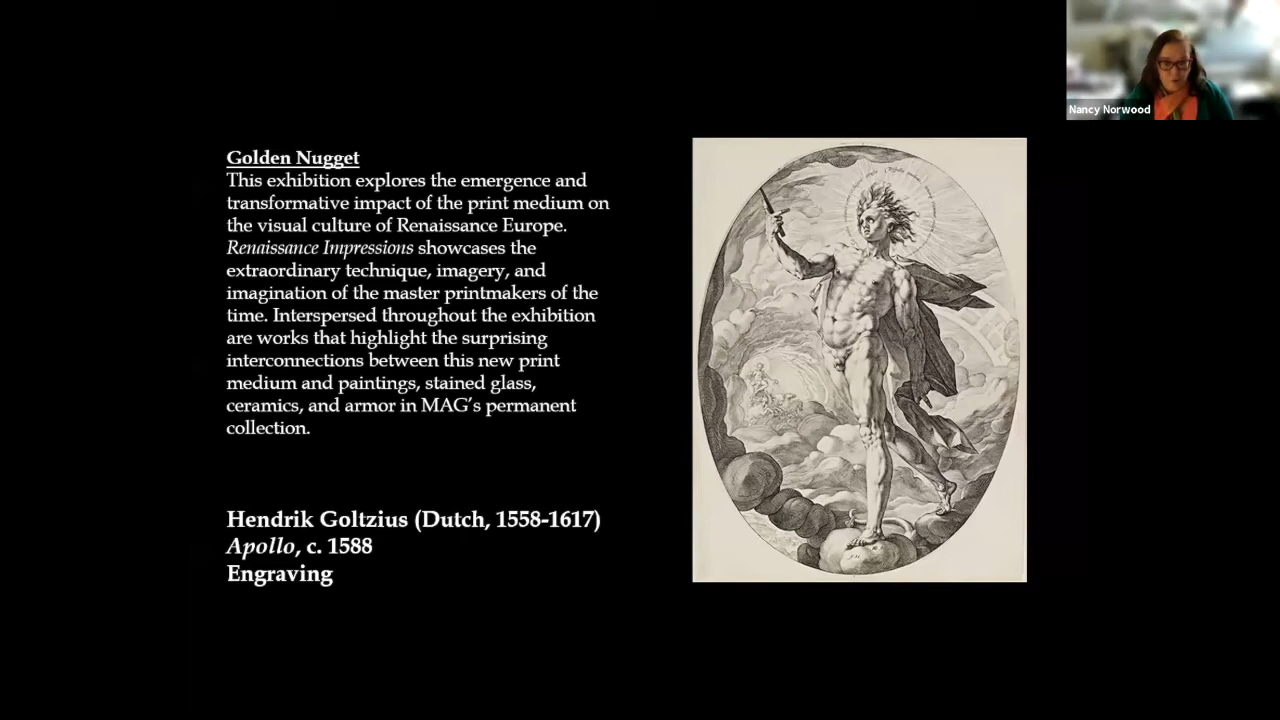 Golden Nugget
This exhibition explores the emergence and
transformative impact of the print medium on
the visual culture of Renaissance Europe.
Renaissance Impressions showcases the
extraordinary technique, imagery, and
imagination of the master printmakers of the
time. Interspersed throughout the exhibition
are works that highlight the surprising
interconnections between this new print
medium and paintings, stained glass,
ceramics, and armor in MAG’s permanent
collection.
Hendrik Goltzius (Dutch, 1558-1617)
Apollo, c. 1588
Engraving
Nancy Norwood